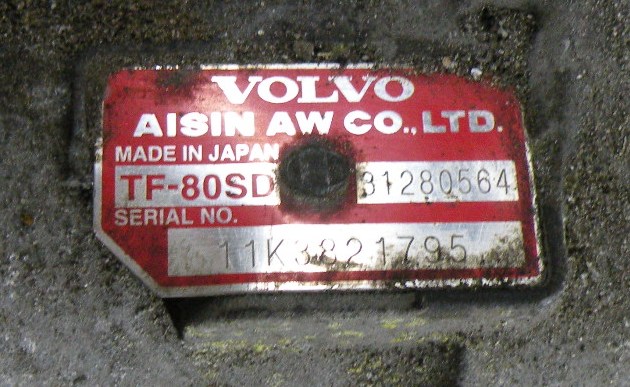 VOLVO
AISIN AW CO., LTD.
MADE IN JAPAN
TF-80SD 31280564
SERIAL NO.
11K3821795